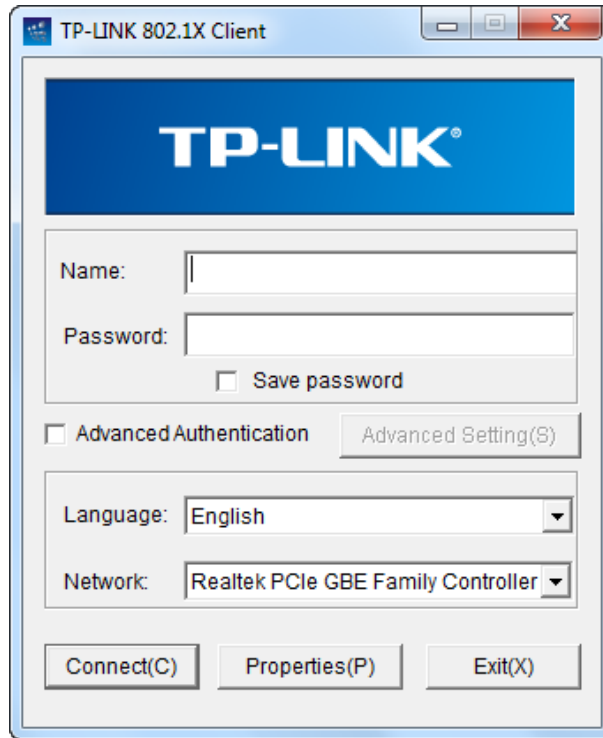 TP-LINK 802.1X Client
TP-LINK®
Name:
Password:
Save password
Advanced Authentication Advanced Setting(S)
Language: English
Network: Realtek PCIe GBE Family Controller
Connect(C) Properties(P) Exit(X)